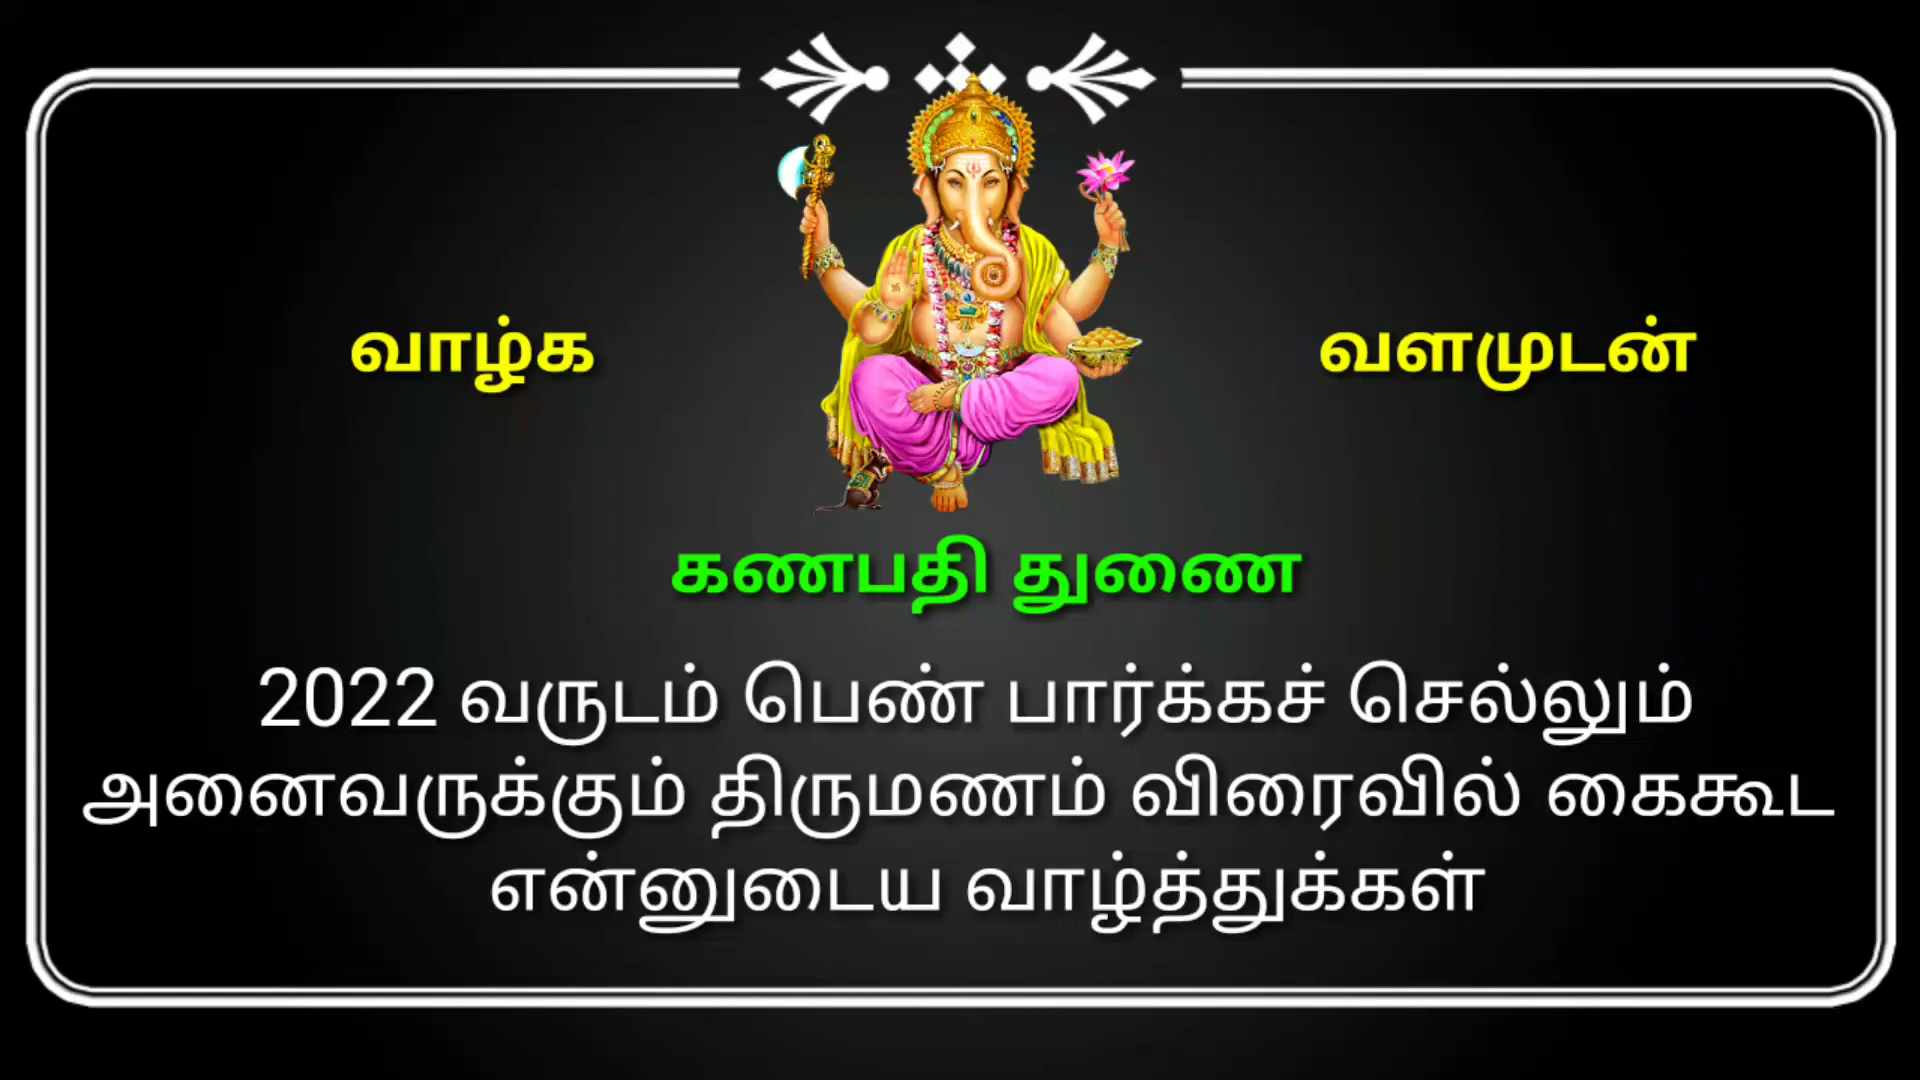 வாழ்க வளமுடன்
கணபதி துணை
2022 வருடம் பெண் பார்க்கச் செல்லும்
அனைவருக்கும் திருமணம் விரைவில் கைகூட
என்னுடைய வாழ்த்துக்கள்